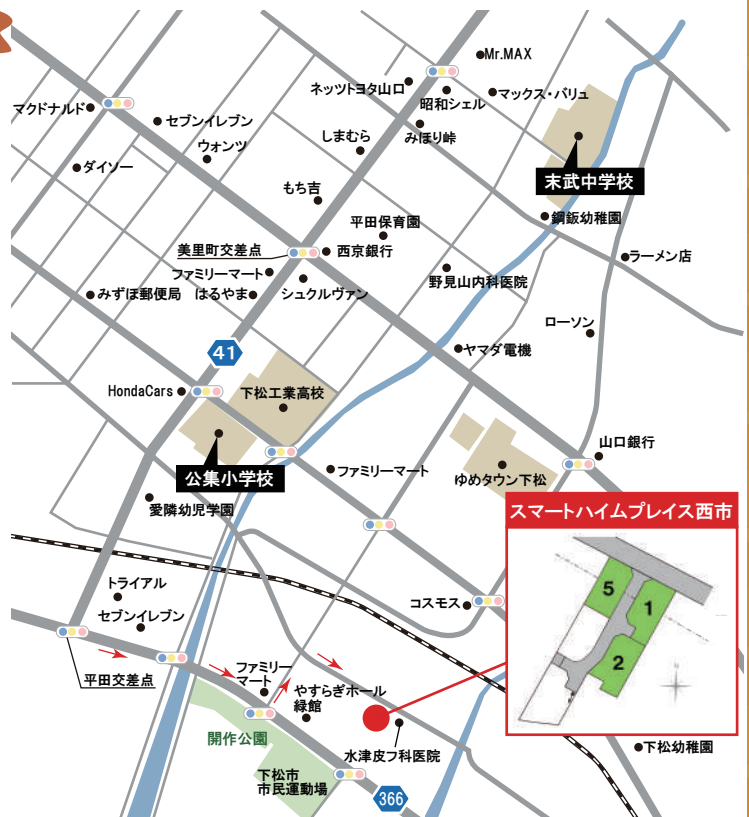 Mr.MAX
ネッツトヨタ山口
昭和シェル
マックス・バリュ
マクドナルド
セブンイレブン
しまむら
みほり峠
ウォンツ
ダイソー
末武中学校
もち吉
平田保育園
鋼鈑幼稚園
美里町交差点
西京銀行
ラーメン店
ファミリーマート
野見山内科医院
みずほ郵便局
はるやま
シュクルヴァン
ローソン
41
ヤマダ電機
HondaCars
下松工業高校
山口銀行
公集小学校
ファミリーマート
ゆめタウン下松
愛隣幼児学園
スマートハイムプレイス西市
5
1
2
N
トライアル
コスモス
セブンイレブン
平田交差点
ファミリー
マート
やすらぎホール
緑館
開作公園
水津皮フ科医院
下松幼稚園
下松市
市民運動場
366